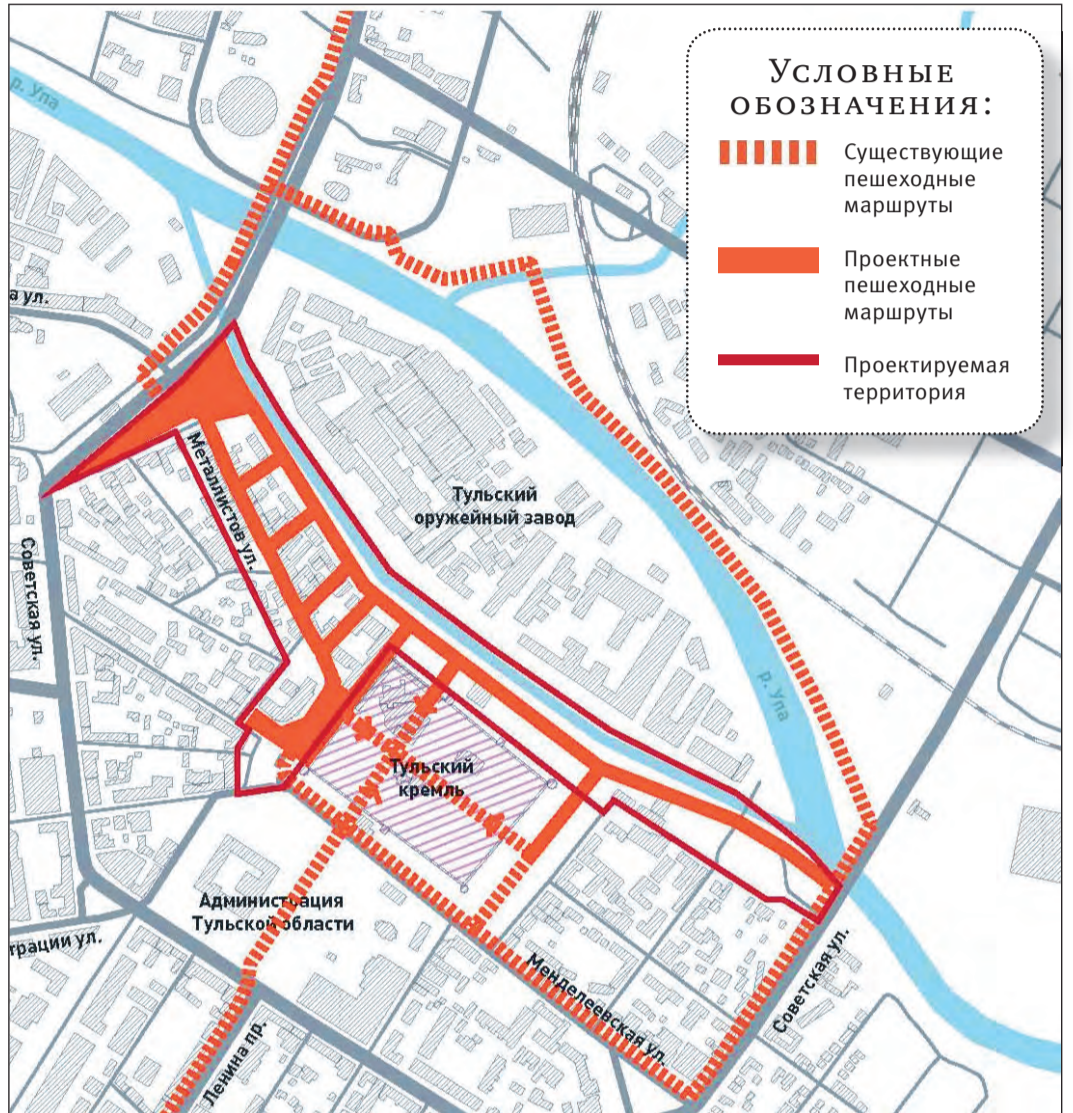 Условные
обозначения:
Существующие
пешеходные
маршруты
Проектные
пешеходные
маршруты
Проектируемая
территория
р. Упа
а ул.
Металлистов ул.
Тульский
оружейный завод
Советская ул.
р. Упа
Тульский
кремль
Администрация
Тульской области
трации ул.
Менделеевская ул.
Советская ул.
Ленина пр.